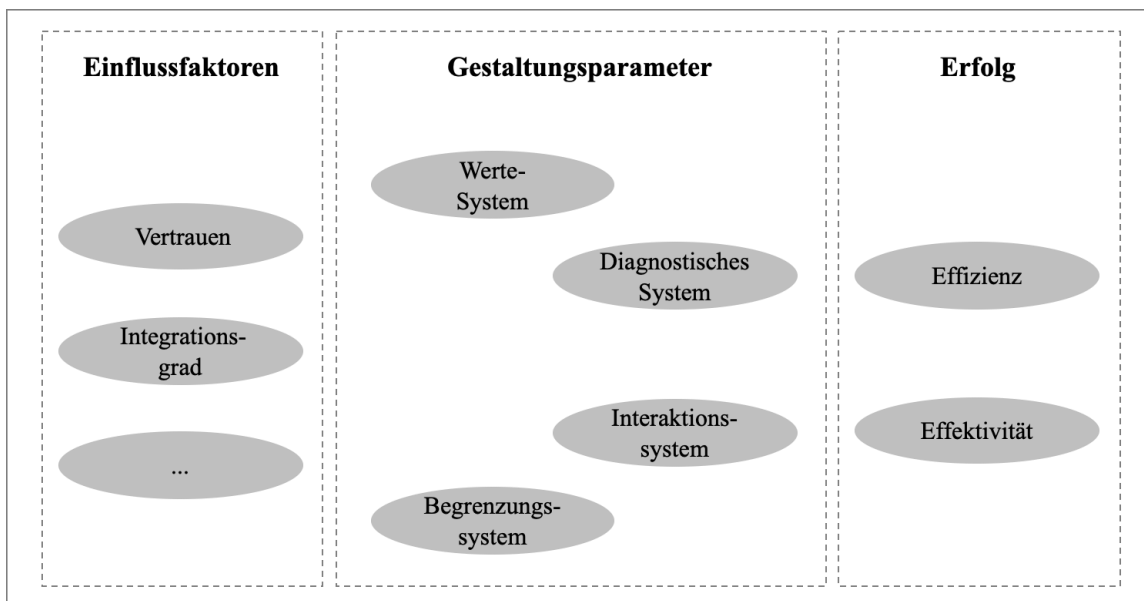 Einflussfaktoren
Vertrauen
Integrations-
grad
...
Gestaltungsparameter
Werte-
System
Diagnostisches
System
Interaktions-
system
Begrenzungs-
system
Erfolg
Effizienz
Effektivität